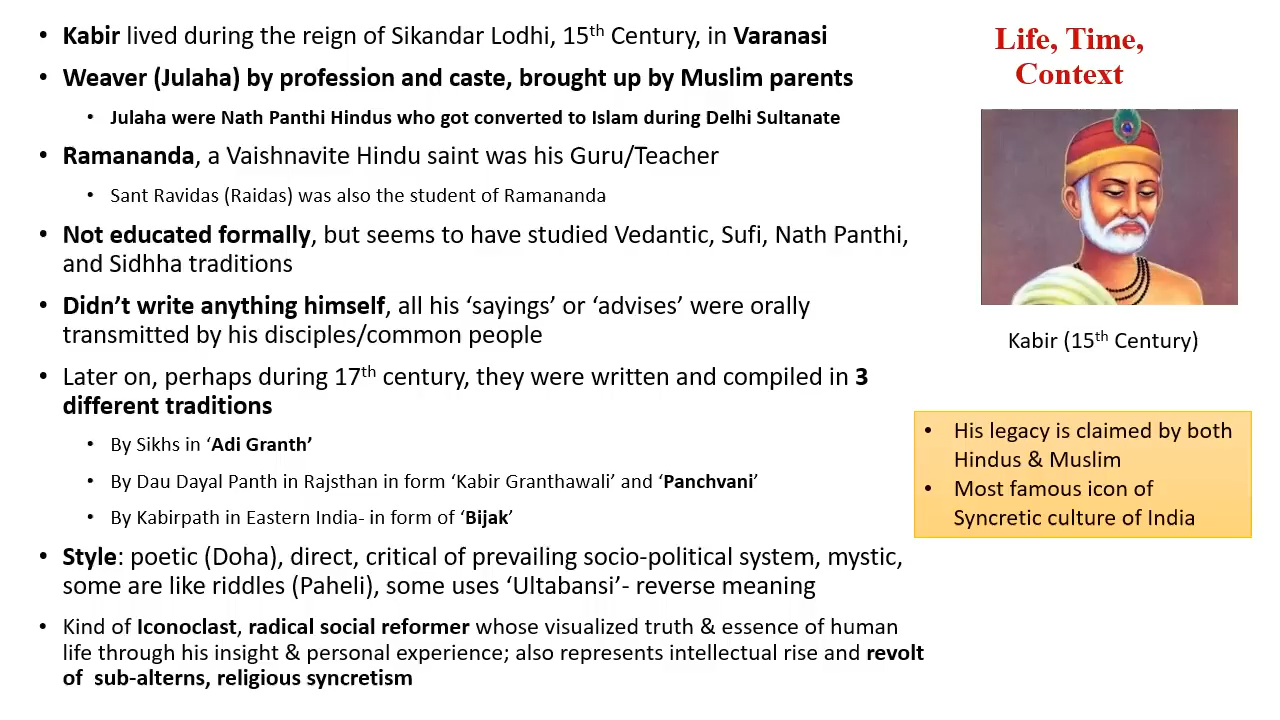 • Kabir lived during the reign of Sikandar Lodhi, 15th Century, in Varanasi
• Weaver (Julaha) by profession and caste, brought up by Muslim parents
• Julaha were Nath Panthi Hindus who got converted to Islam during Delhi Sultanate
• Ramananda, a Vaishnavite Hindu saint was his Guru/Teacher
• Sant Ravidas (Raidas) was also the student of Ramananda
• Not educated formally, but seems to have studied Vedantic, Sufi, Nath Panthi,
and Sidhha traditions
• Didn’t write anything himself, all his ‘sayings’ or ‘advises’ were orally
transmitted by his disciples/common people
• Later on, perhaps during 17th century, they were written and compiled in 3
different traditions
• By Sikhs in ‘Adi Granth’
• By Dau Dayal Panth in Rajsthan in form ‘Kabir Granthawali’ and ‘Panchvani’
• By Kabirpath in Eastern India- in form of ‘Bijak’
• Style: poetic (Doha), direct, critical of prevailing socio-political system, mystic,
some are like riddles (Paheli), some uses ‘Ultabansi’- reverse meaning
• Kind of Iconoclast, radical social reformer whose visualized truth & essence of human
life through his insight & personal experience; also represents intellectual rise and revolt
of sub-alterns, religious syncretism
Life, Time,
Context
Kabir (15th Century)
• His legacy is claimed by both
Hindus & Muslim
• Most famous icon of
Syncretic culture of India